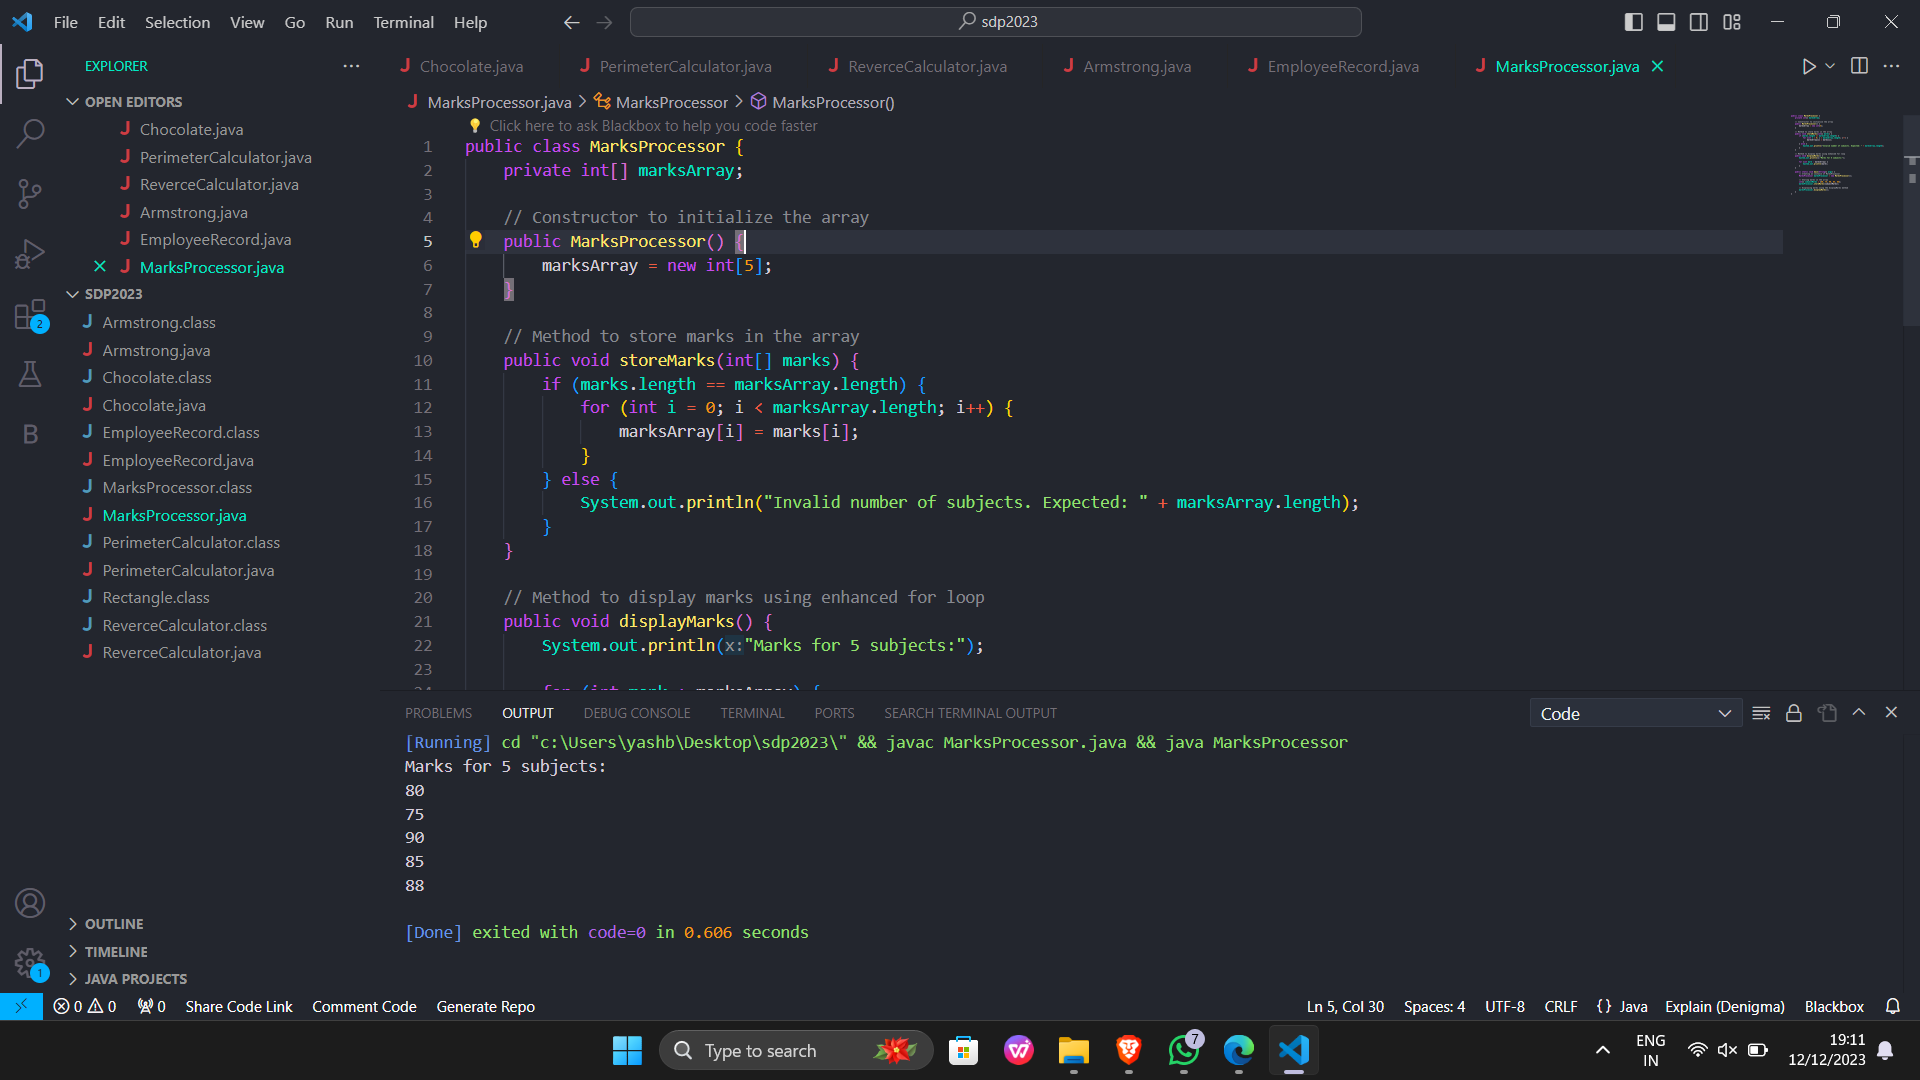 File Edit Selection View Go Run Terminal Help
sdp2023
EXPLORER
OPEN EDITORS
Chocolate.java
PerimeterCalculator.java
ReverceCalculator.java
Armstrong.java
EmployeeRecord.java
MarksProcessor.java
SDP2023
Armstrong.class
Armstrong.java
Chocolate.class
Chocolate.java
EmployeeRecord.class
EmployeeRecord.java
MarksProcessor.class
MarksProcessor.java
PerimeterCalculator.class
PerimeterCalculator.java
Rectangle.class
ReverceCalculator.class
ReverceCalculator.java
OUTLINE
TIMELINE
JAVA PROJECTS
2
B
1
Chocolate.java PerimeterCalculator.java ReverceCalculator.java Armstrong.java EmployeeRecord.java MarksProcessor.java
MarksProcessor.java > MarksProcessor > MarksProcessor()
Click here to ask Blackbox to help you code faster
1 public class MarksProcessor {
2 private int[] marksArray;
3
4 // Constructor to initialize the array
5 public MarksProcessor() {
6 marksArray = new int[5];
7 }
8
9 // Method to store marks in the array
10 public void storeMarks(int[] marks) {
11 if (marks.length == marksArray.length) {
12 for (int i = 0; i < marksArray.length; i++) {
13 marksArray[i] = marks[i];
14 }
15 } else {
16 System.out.println("Invalid number of subjects. Expected: " + marksArray.length);
17 }
18 }
19
20 // Method to display marks using enhanced for loop
21 public void displayMarks() {
22 System.out.println(x:"Marks for 5 subjects:");
23
24 for (int mark : marksArray) {
PROBLEMS OUTPUT DEBUG CONSOLE TERMINAL PORTS SEARCH TERMINAL OUTPUT
Code
[Running] cd "c:\Users\yashb\Desktop\sdp2023\" && javac MarksProcessor.java && java MarksProcessor
Marks for 5 subjects:
80
75
90
85
88
[Done] exited with code=0 in 0.606 seconds
0 0 0 Share Code Link Comment Code Generate Repo
Ln 5, Col 30 Spaces: 4 UTF-8 CRLF {} Java Explain (Denigma) Blackbox
Type to search
7
ENG
IN
19:11
12/12/2023